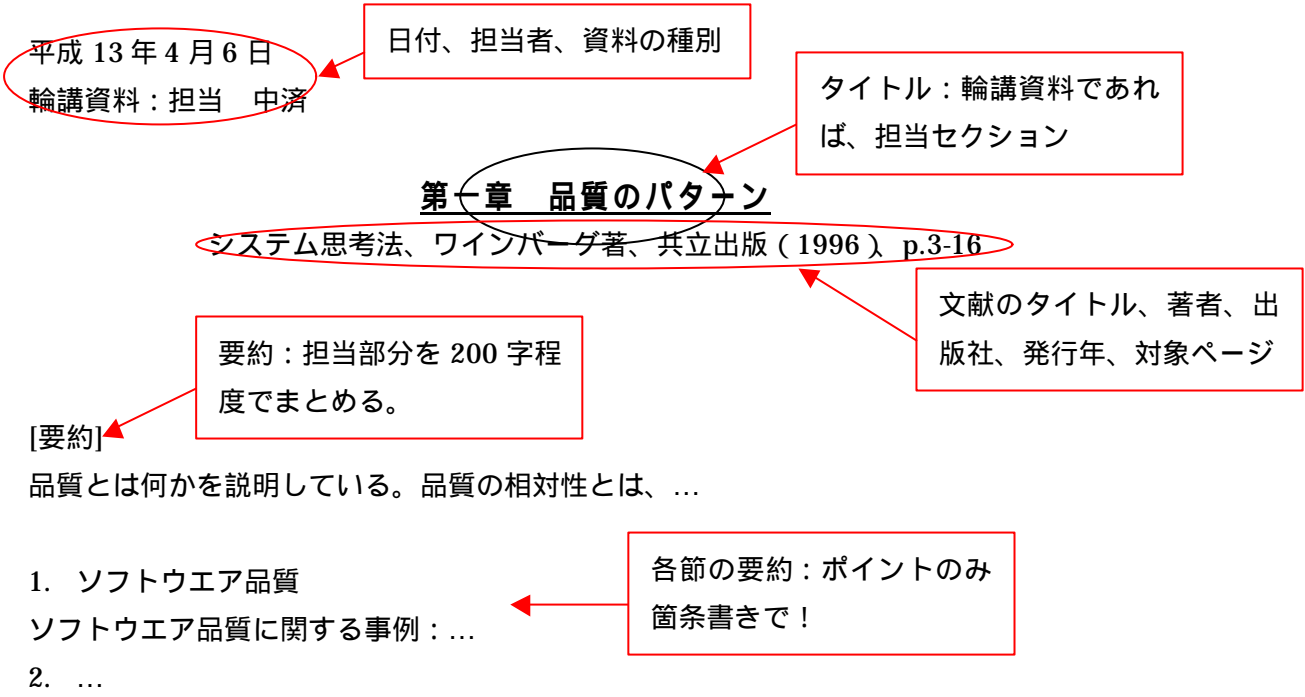 平成 13 年 4 月 6 日
輪講資料：担当　中済
日付、担当者、資料の種別
タイトル：輪講資料であれ
ば、担当セクション
第一章　品質のパターン
システム思考法、ワインバーグ著、共立出版（1996）、p.3-16
文献のタイトル、著者、出
版社、発行年、対象ページ
要約：担当部分を 200 字程
度でまとめる。
[要約]
品質とは何かを説明している。品質の相対性とは、…
1.　ソフトウエア品質
ソフトウエア品質に関する事例：…
各節の要約：ポイントのみ
箇条書きで！
2.　…